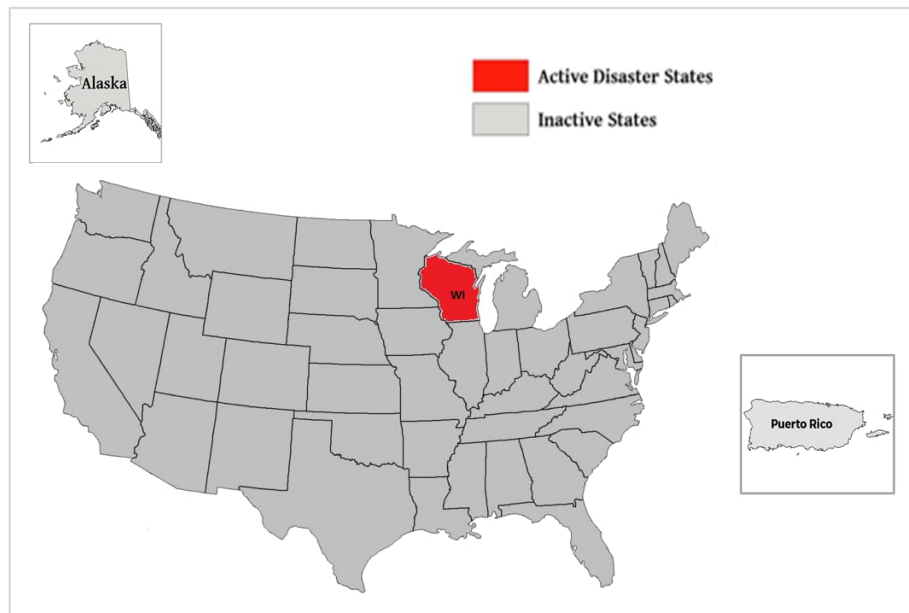 Alaska
Active Disaster States
Inactive States
WI
Puerto Rico